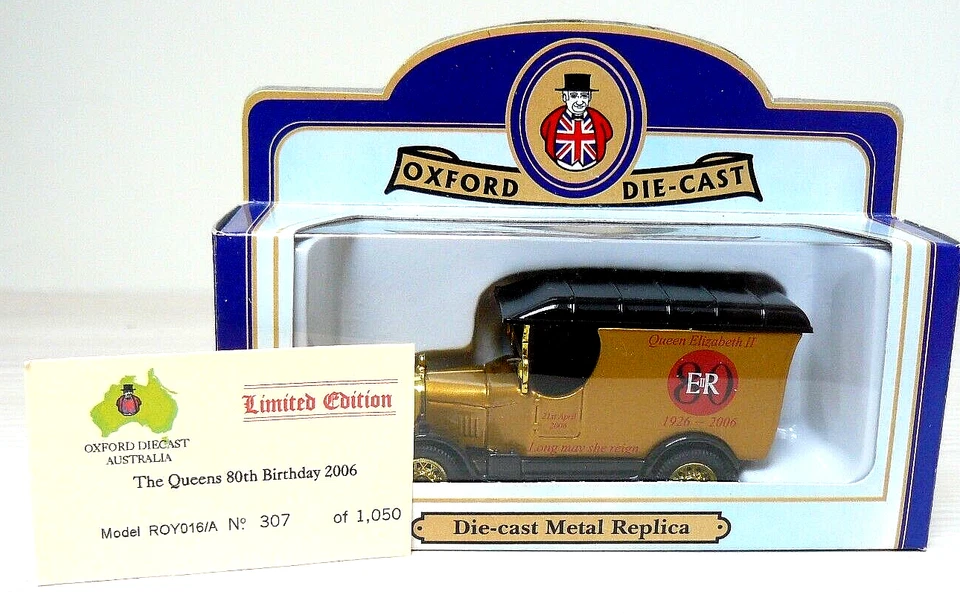 OXFORD DIE-CAST
Queen Elizabeth II
80
EIIR
1926 - 2006
21st April
Long may she reign
Die-cast Metal Replica
OXFORD DIECAST
AUSTRALIA
Limited Edition
The Queens 80th Birthday 2006
Model ROY016/A Nº 307 of 1,050